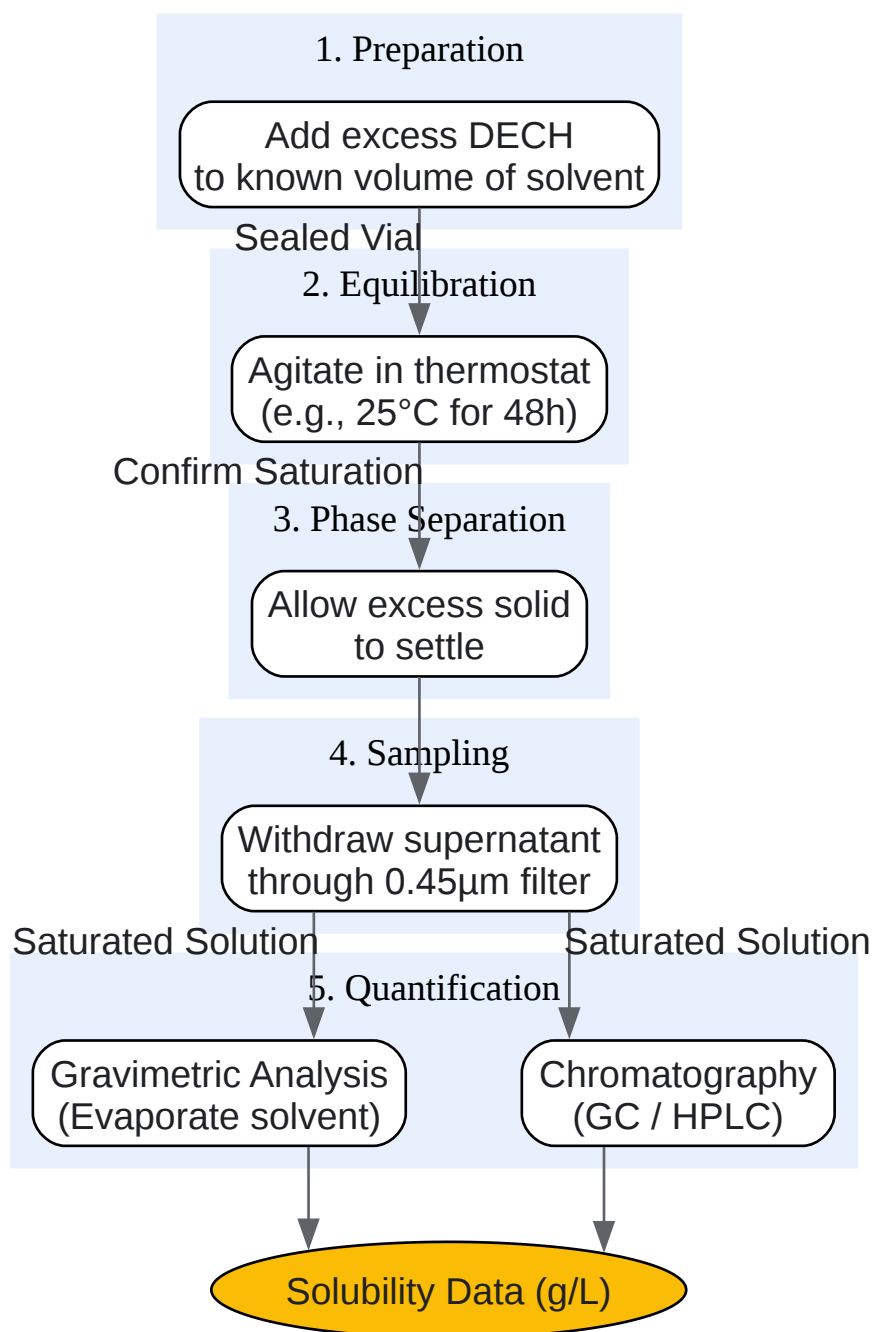 1. Preparation
Add excess DECH
to known volume of solvent
Sealed Vial
2. Equilibration
Agitate in thermostat
(e.g., 25°C for 48h)
Confirm Saturation
3. Phase Separation
Allow excess solid
to settle
4. Sampling
Withdraw supernatant
through 0.45µm filter
Saturated Solution
Saturated Solution
5. Quantification
Gravimetric Analysis
(Evaporate solvent)
Chromatography
(GC / HPLC)
Solubility Data (g/L)